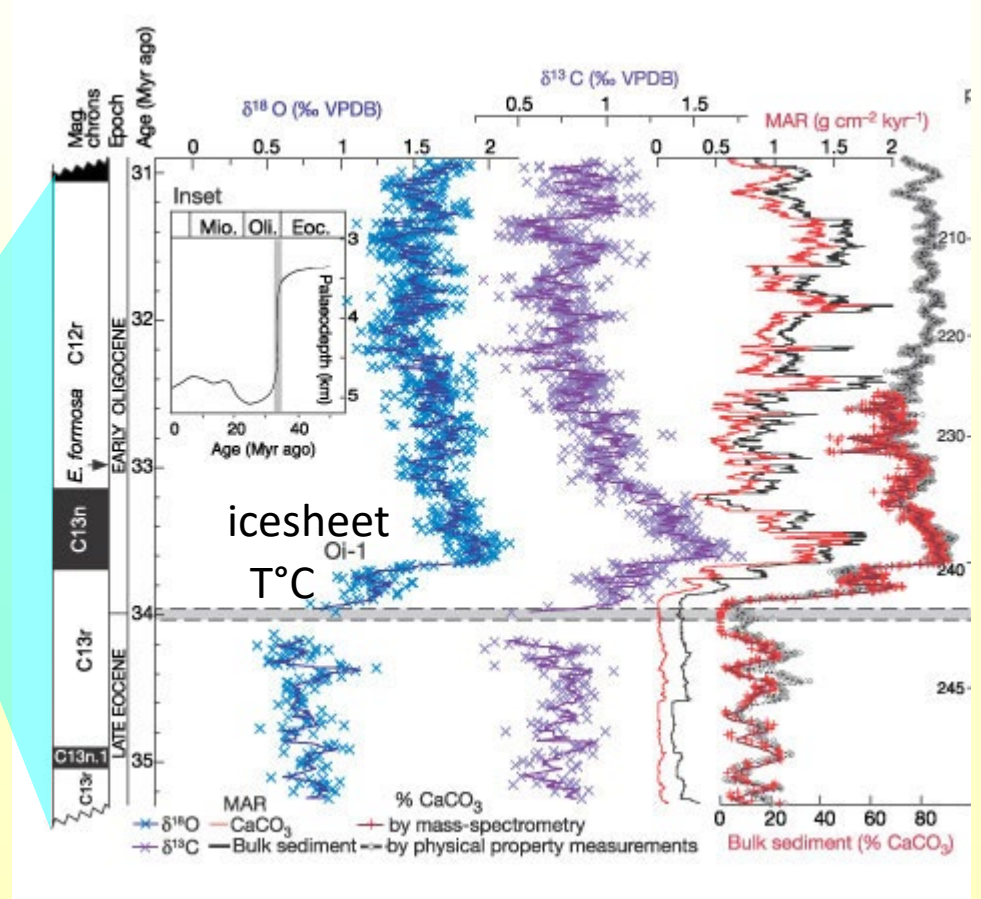 Mag. chrons
Epoch
Age (Myr ago)
δ¹⁸ O (‰ VPDB)
0 0.5 1 1.5 2
δ¹³ C (‰ VPDB)
0.5 1 1.5
MAR (g cm⁻² kyr⁻¹)
0 0.5 1 1.5 2
31
32
33
34
35
C12r
E. formosa
C13n
C13r
C13n.1
C13r
EARLY OLIGOCENE
LATE EOCENE
Inset
Mio. Oli. Eoc.
3
4
5
Palaeodepth (km)
0 20 40
Age (Myr ago)
icesheet
Oi-1
T°C
210
220
230
240
245
0 20 40 60 80
Bulk sediment (% CaCO₃)
MAR % CaCO₃
δ¹⁸O CaCO₃ by mass-spectrometry
δ¹³C Bulk sediment by physical property measurements